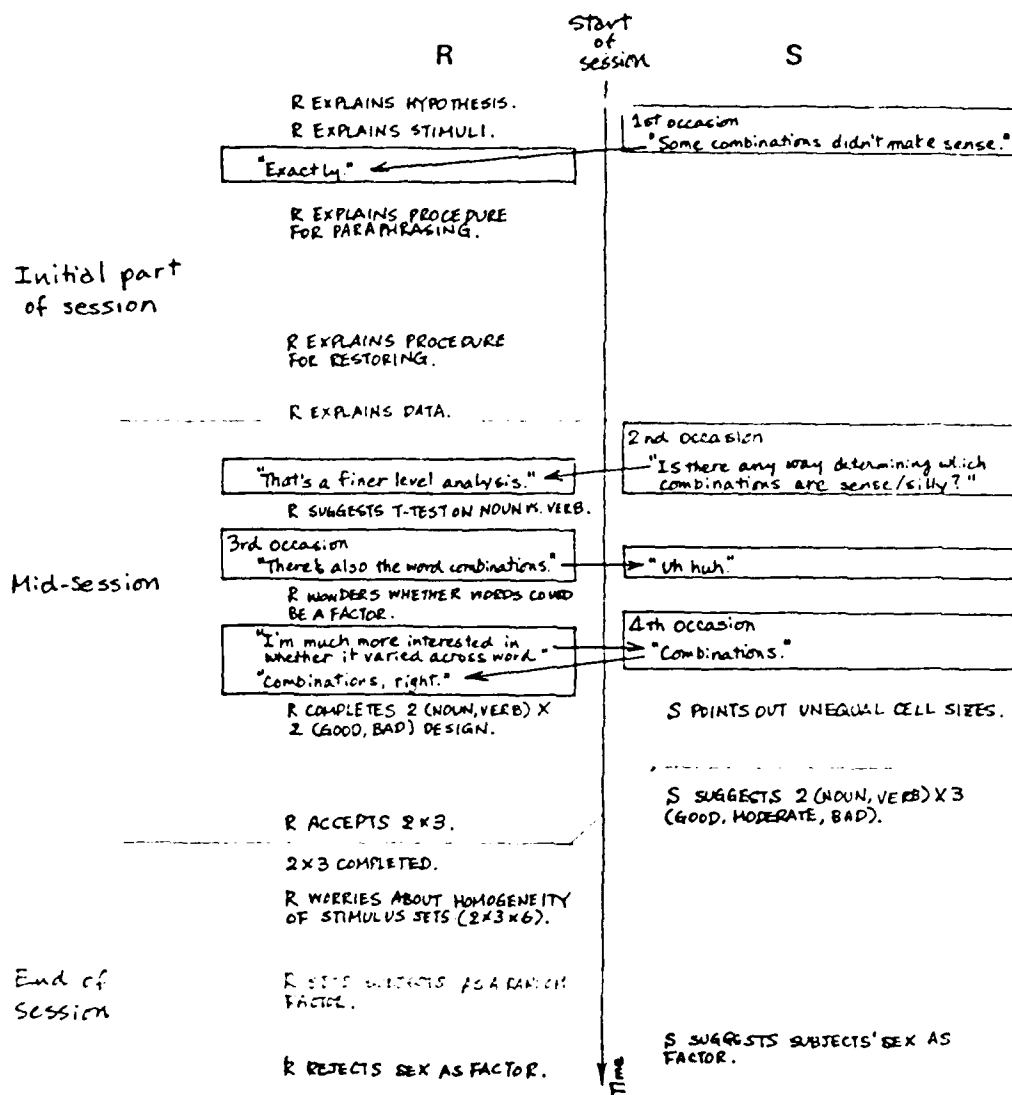 Start
of
session
R
S
R EXPLAINS HYPOTHESIS.
R EXPLAINS STIMULI.
1st occasion
"Some combinations didn't make sense."
"Exactly."
R EXPLAINS PROCEDURE
FOR PARAPHRASING.
Initial part
of session
R EXPLAINS PROCEDURE
FOR RESTORING.
R EXPLAINS DATA.
2nd occasion
"Is there any way determining which
combinations are sense/silly?"
"That's a finer level analysis."
R SUGGESTS T-TEST ON NOUN VS. VERB.
3rd occasion
"There's also the word combinations."
"Uh huh."
Mid-session
R WONDERS WHETHER WORDS COULD
BE A FACTOR.
"I'm much more interested in
whether it varied across word"
4th occasion
"Combinations."
"Combinations, right."
R COMPLETES 2 (NOUN, VERB) X
2 (GOOD, BAD) DESIGN.
S POINTS OUT UNEQUAL CELL SIZES.
S SUGGESTS 2 (NOUN, VERB) X 3
(GOOD, MODERATE, BAD).
R ACCEPTS 2×3.
2×3 COMPLETED.
R WORRIES ABOUT HOMOGENEITY
OF STIMULUS SETS (2×3×6).
End of
session
R SUBJECTS AS A RANDOM
FACTOR.
S SUGGESTS SUBJECTS' SEX AS
FACTOR.
R REJECTS SEX AS FACTOR.
Time